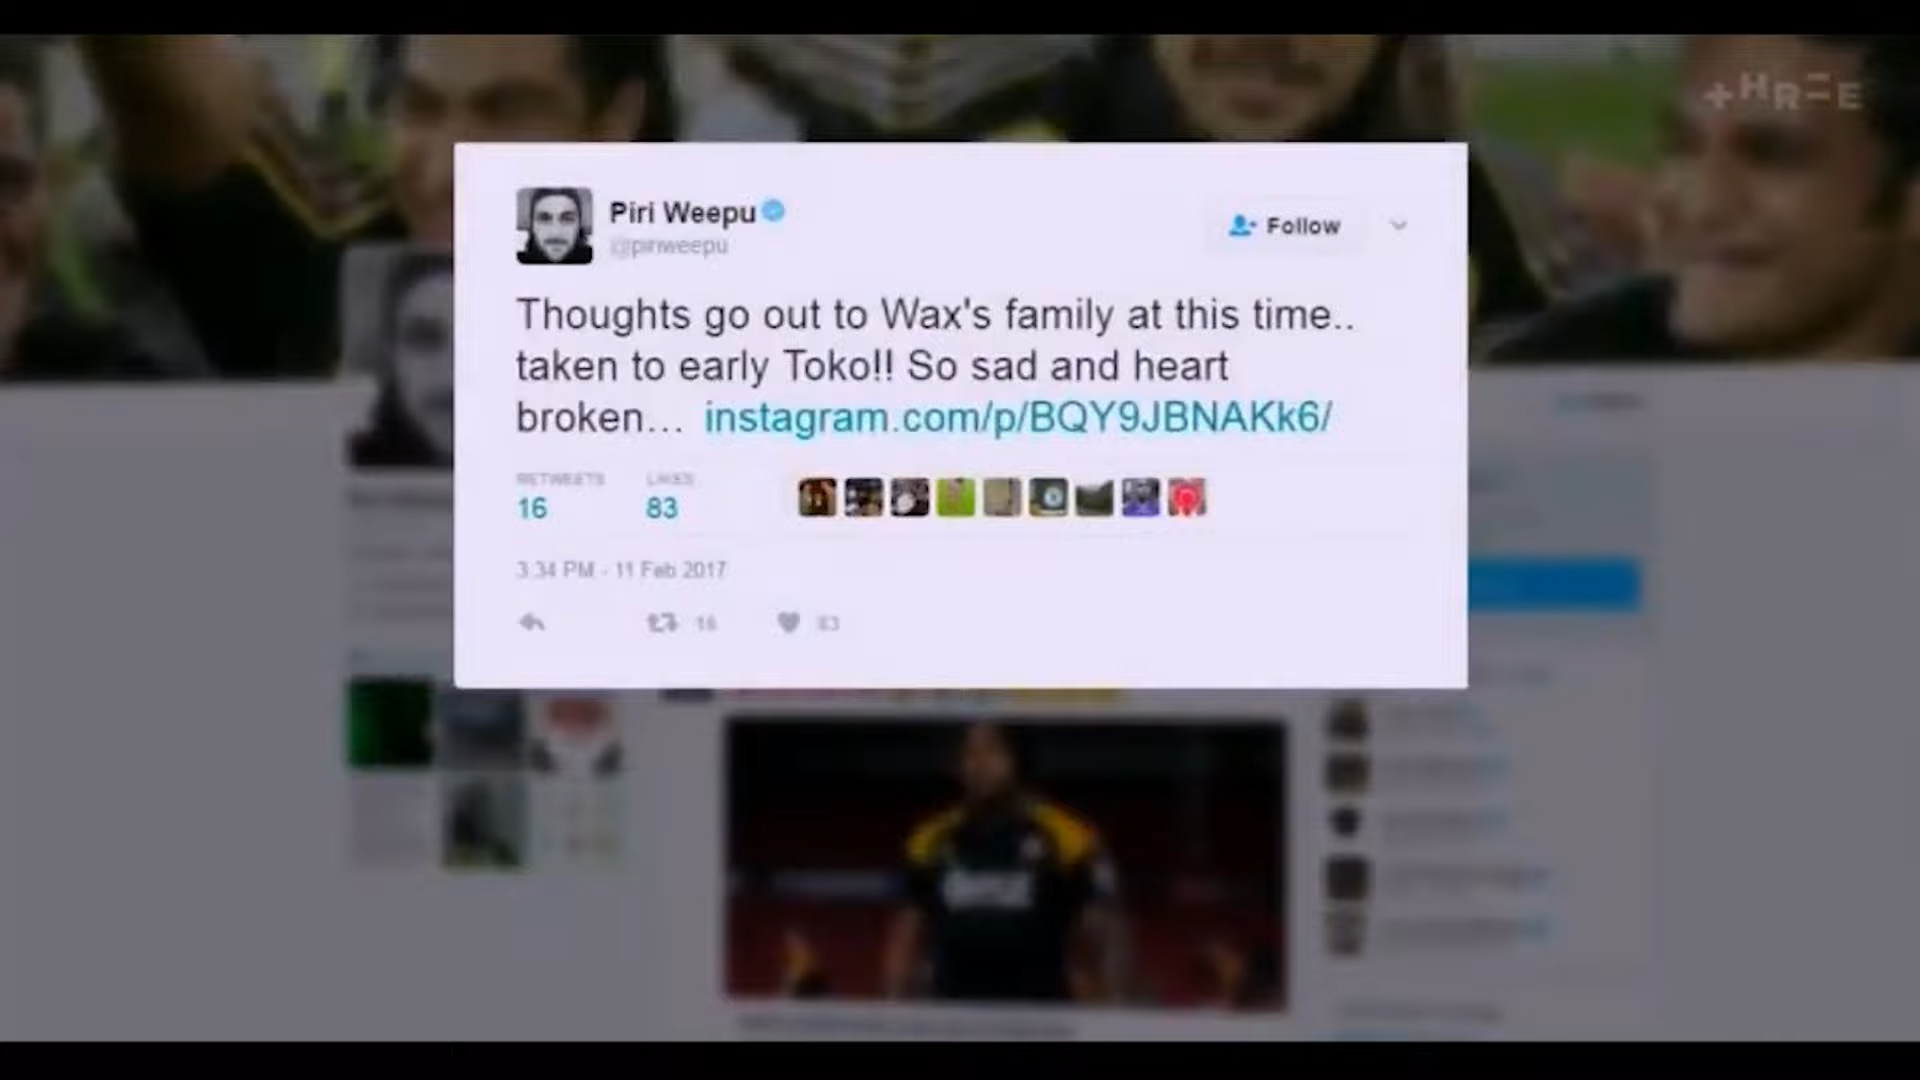 +HR=E
Piri Weepu
@piriweepu
Follow
Thoughts go out to Wax's family at this time..
taken to early Toko!! So sad and heart
broken... instagram.com/p/BQY9JBNAKk6/
RETWEETS LIKES
16 83
3:34 PM - 11 Feb 2017
16 83